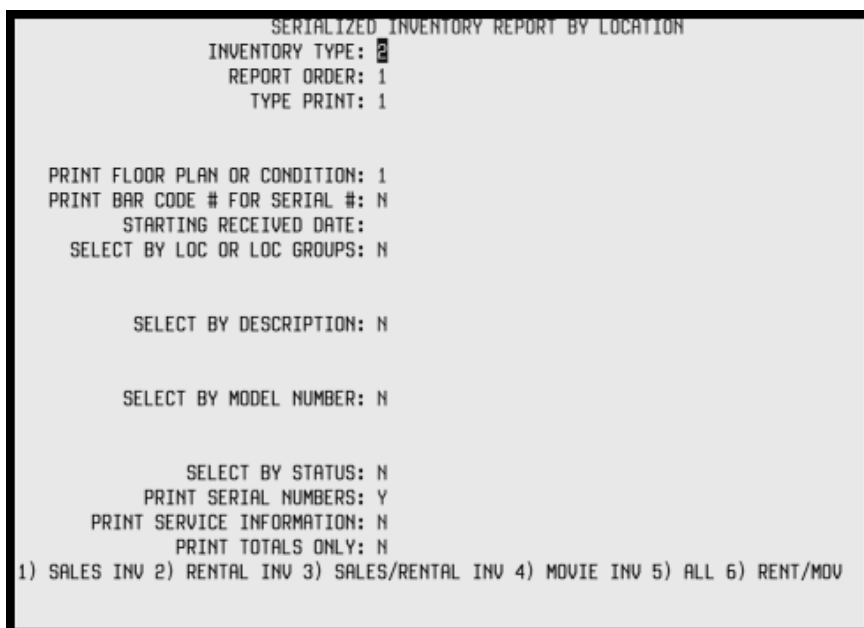 SERIALIZED INVENTORY REPORT BY LOCATION
INVENTORY TYPE: 2
REPORT ORDER: 1
TYPE PRINT: 1
PRINT FLOOR PLAN OR CONDITION: 1
PRINT BAR CODE # FOR SERIAL #: N
STARTING RECEIVED DATE:
SELECT BY LOC OR LOC GROUPS: N
SELECT BY DESCRIPTION: N
SELECT BY MODEL NUMBER: N
SELECT BY STATUS: N
PRINT SERIAL NUMBERS: Y
PRINT SERVICE INFORMATION: N
PRINT TOTALS ONLY: N
1) SALES INV 2) RENTAL INV 3) SALES/RENTAL INV 4) MOVIE INV 5) ALL 6) RENT/MOV